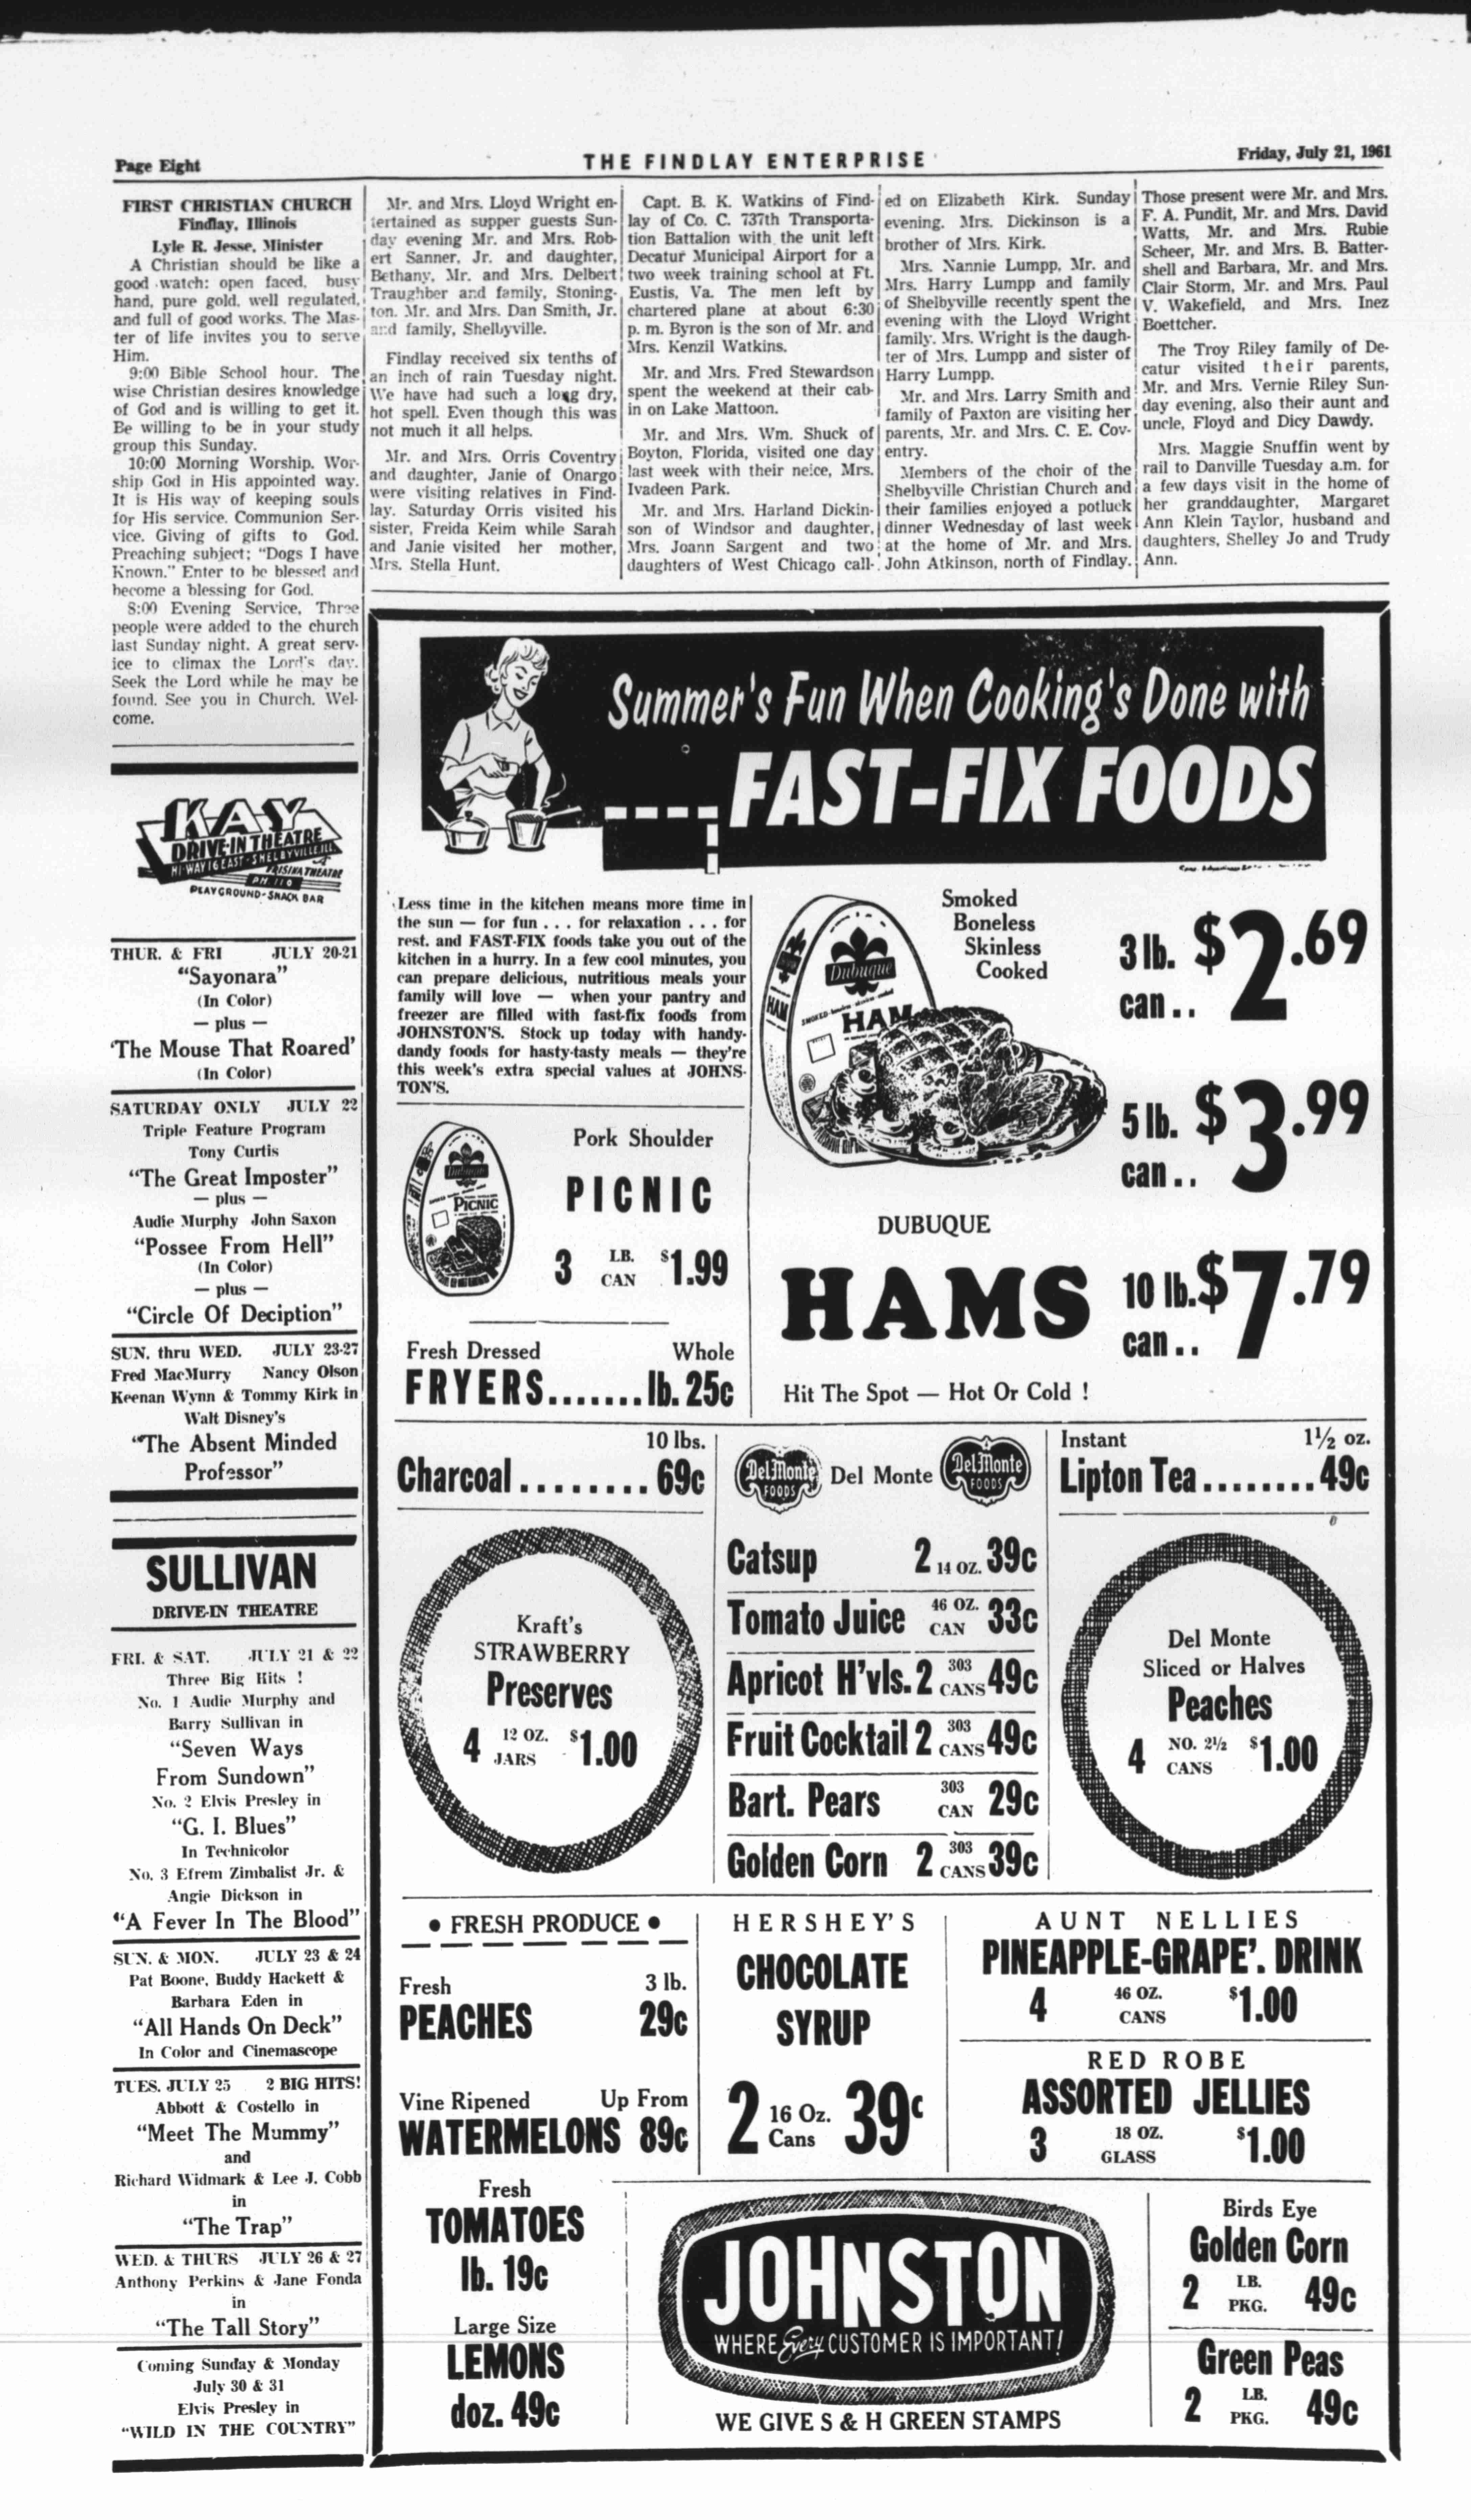 Page Eight
THE FINDLAY ENTERPRISE
Friday, July 21, 1961
FIRST CHRISTIAN CHURCH
Findlay, Illinois
Lyle R. Jesse, Minister
A Christian should be like a
good watch: open faced, busy
hand, pure gold, well regulated,
and full of good works. The Mas-
ter of life invites you to serve
Him.
9:00 Bible School hour. The
wise Christian desires knowledge
of God and is willing to get it.
Be willing to be in your study
group this Sunday.
10:00 Morning Worship. Wor-
ship God in His appointed way.
It is His way of keeping souls
for His service. Communion Ser-
vice. Giving of gifts to God.
Preaching subject; "Dogs I have
Known." Enter to be blessed and
become a blessing for God.
8:00 Evening Service, Three
people were added to the church
last Sunday night. A great serv-
ice to climax the Lord's day.
Seek the Lord while he may be
found. See you in Church. Wel-
come.
KAY
DRIVE-IN THEATRE
HI-WAY 16 EAST - SHELBYVILLE ILL.
FRISINA THEATRE
PH. 110
PLAYGROUND-SNACK BAR
THUR. & FRI JULY 20-21
"Sayonara"
(In Color)
— plus —
'The Mouse That Roared'
(In Color)
SATURDAY ONLY JULY 22
Triple Feature Program
Tony Curtis
"The Great Imposter"
— plus —
Audie Murphy John Saxon
"Possee From Hell"
(In Color)
— plus —
"Circle Of Deciption"
SUN. thru WED. JULY 23-27
Fred MacMurry Nancy Olson
Keenan Wynn & Tommy Kirk in
Walt Disney's
"The Absent Minded
Professor"
SULLIVAN
DRIVE-IN THEATRE
FRI. & SAT. JULY 21 & 22
Three Big Hits !
No. 1 Audie Murphy and
Barry Sullivan in
"Seven Ways
From Sundown"
No. 2 Elvis Presley in
"G. I. Blues"
In Technicolor
No. 3 Efrem Zimbalist Jr. &
Angie Dickson in
"A Fever In The Blood"
SUN. & MON. JULY 23 & 24
Pat Boone, Buddy Hackett &
Barbara Eden in
"All Hands On Deck"
In Color and Cinemascope
TUES. JULY 25 2 BIG HITS!
Abbott & Costello in
"Meet The Mummy"
and
Richard Widmark & Lee J. Cobb
in
"The Trap"
WED. & THURS JULY 26 & 27
Anthony Perkins & Jane Fonda
in
"The Tall Story"
Coming Sunday & Monday
July 30 & 31
Elvis Presley in
"WILD IN THE COUNTRY"
Mr. and Mrs. Lloyd Wright en-
tertained as supper guests Sun-
day evening Mr. and Mrs. Rob-
ert Sanner, Jr. and daughter,
Bethany, Mr. and Mrs. Delbert
Traughber and family, Stoning-
ton. Mr. and Mrs. Dan Smith, Jr.
and family, Shelbyville.
Findlay received six tenths of
an inch of rain Tuesday night.
We have had such a long dry,
hot spell. Even though this was
not much it all helps.
Mr. and Mrs. Orris Coventry
and daughter, Janie of Onargo
were visiting relatives in Find-
lay. Saturday Orris visited his
sister, Freida Keim while Sarah
and Janie visited her mother,
Mrs. Stella Hunt.
Capt. B. K. Watkins of Find-
lay of Co. C. 737th Transporta-
tion Battalion with the unit left
Decatur Municipal Airport for a
two week training school at Ft.
Eustis, Va. The men left by
chartered plane at about 6:30
p. m. Byron is the son of Mr. and
Mrs. Kenzil Watkins.
Mr. and Mrs. Fred Stewardson
spent the weekend at their cab-
in on Lake Mattoon.
Mr. and Mrs. Wm. Shuck of
Boyton, Florida, visited one day
last week with their neice, Mrs.
Ivadeen Park.
Mr. and Mrs. Harland Dickin-
son of Windsor and daughter,
Mrs. Joann Sargent and two
daughters of West Chicago call-
ed on Elizabeth Kirk. Sunday
evening. Mrs. Dickinson is a
brother of Mrs. Kirk.
Mrs. Nannie Lumpp, Mr. and
Mrs. Harry Lumpp and family
of Shelbyville recently spent the
evening with the Lloyd Wright
family. Mrs. Wright is the daugh-
ter of Mrs. Lumpp and sister of
Harry Lumpp.
Mr. and Mrs. Larry Smith and
family of Paxton are visiting her
parents, Mr. and Mrs. C. E. Cov-
entry.
Members of the choir of the
Shelbyville Christian Church and
their families enjoyed a potluck
dinner Wednesday of last week
at the home of Mr. and Mrs.
John Atkinson, north of Findlay.
Those present were Mr. and Mrs.
F. A. Pundit, Mr. and Mrs. David
Watts, Mr. and Mrs. Rubie
Scheer, Mr. and Mrs. B. Batter-
shell and Barbara, Mr. and Mrs.
Clair Storm, Mr. and Mrs. Paul
V. Wakefield, and Mrs. Inez
Boettcher.
The Troy Riley family of De-
catur visited their parents,
Mr. and Mrs. Vernie Riley Sun-
day evening, also their aunt and
uncle, Floyd and Dicy Dawdy.
Mrs. Maggie Snuffin went by
rail to Danville Tuesday a.m. for
a few days visit in the home of
her granddaughter, Margaret
Ann Klein Taylor, husband and
daughters, Shelley Jo and Trudy
Ann.
Summer's Fun When Cooking's Done with
FAST-FIX FOODS
Less time in the kitchen means more time in
the sun — for fun . . . for relaxation . . . for
rest. and FAST-FIX foods take you out of the
kitchen in a hurry. In a few cool minutes, you
can prepare delicious, nutritious meals your
family will love — when your pantry and
freezer are filled with fast-fix foods from
JOHNSTON'S. Stock up today with handy-
dandy foods for hasty-tasty meals — they're
this week's extra special values at JOHNS-
TON'S.
Dubuque
PICNIC
Pork Shoulder
PICNIC
3 LB. CAN $1.99
Fresh Dressed Whole
FRYERS.......lb. 25c
Dubuque
HAM
HAM
Smoked
Boneless
Skinless
Cooked
3 lb. can . . $2.69
5 lb. can . . $3.99
10 lb. can . . $7.79
DUBUQUE
HAMS
Hit The Spot — Hot Or Cold !
10 lbs.
Charcoal ........ 69c
Kraft's
STRAWBERRY
Preserves
4 12 OZ. JARS $1.00
Del Monte FOODS
Del Monte
Del Monte FOODS
Catsup 2 14 OZ. 39c
Tomato Juice 46 OZ. CAN 33c
Apricot H'vls. 2 303 CANS 49c
Fruit Cocktail 2 303 CANS 49c
Bart. Pears 303 CAN 29c
Golden Corn 2 303 CANS 39c
Instant 1½ oz.
Lipton Tea ........ 49c
Del Monte
Sliced or Halves
Peaches
4 NO. 2½ CANS $1.00
• FRESH PRODUCE •
Fresh 3 lb.
PEACHES 29c
Vine Ripened Up From
WATERMELONS 89c
Fresh
TOMATOES
lb. 19c
Large Size
LEMONS
doz. 49c
HERSHEY'S
CHOCOLATE
SYRUP
2 16 Oz. Cans 39c
AUNT NELLIES
PINEAPPLE-GRAPE'. DRINK
4 46 OZ. CANS $1.00
RED ROBE
ASSORTED JELLIES
3 18 OZ. GLASS $1.00
JOHNSTON
WHERE Every CUSTOMER IS IMPORTANT!
WE GIVE S & H GREEN STAMPS
Birds Eye
Golden Corn
2 LB. PKG. 49c
Green Peas
2 LB. PKG. 49c